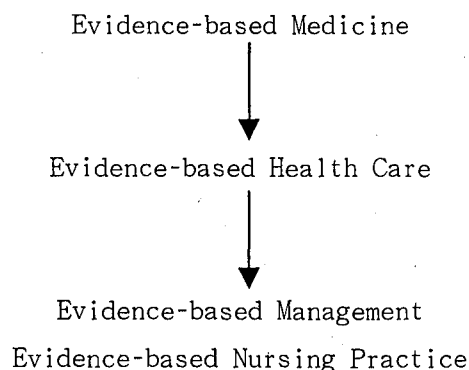 Evidence-based Medicine
Evidence-based Health Care
Evidence-based Management
Evidence-based Nursing Practice